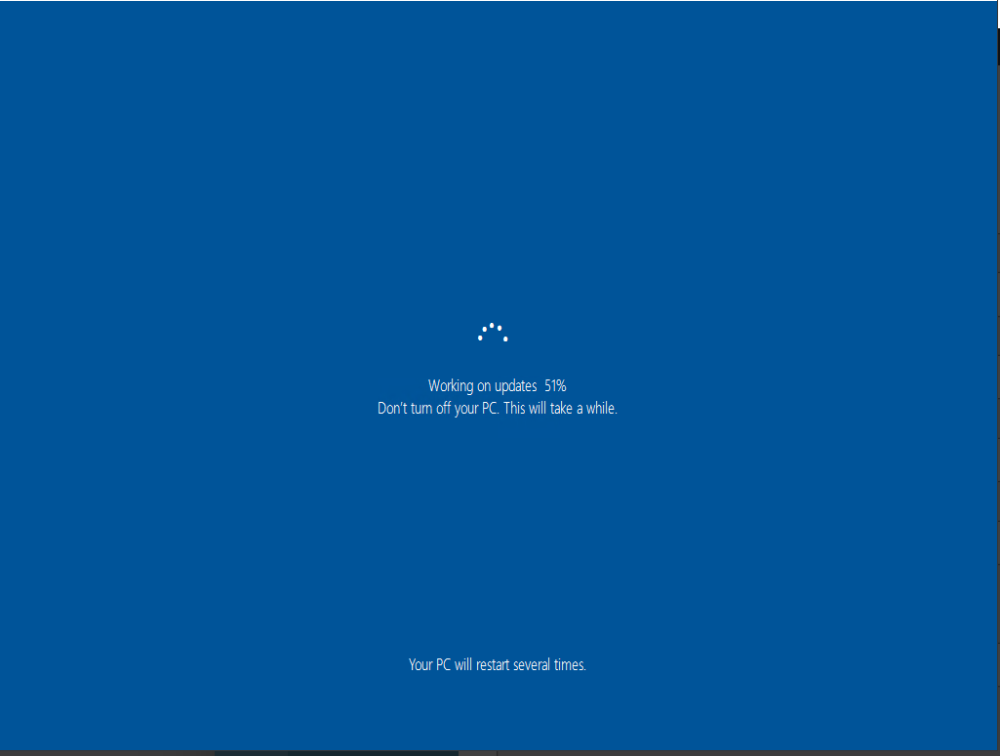 Working on updates  51%
Don't turn off your PC. This will take a while.
Your PC will restart several times.